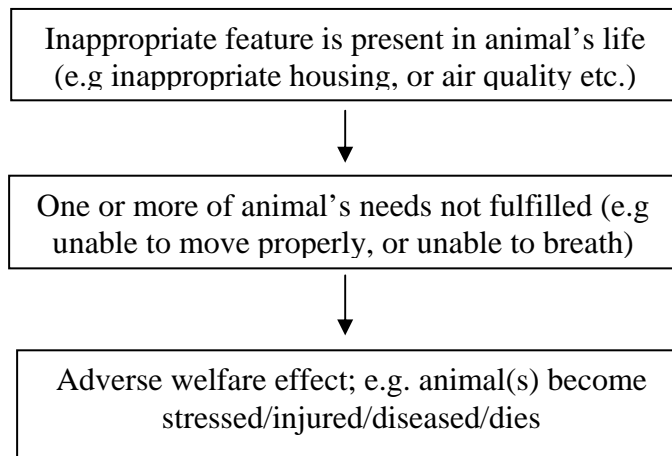 Inappropriate feature is present in animal’s life
(e.g inappropriate housing, or air quality etc.)
One or more of animal’s needs not fulfilled (e.g
unable to move properly, or unable to breath)
Adverse welfare effect; e.g. animal(s) become
stressed/injured/diseased/dies